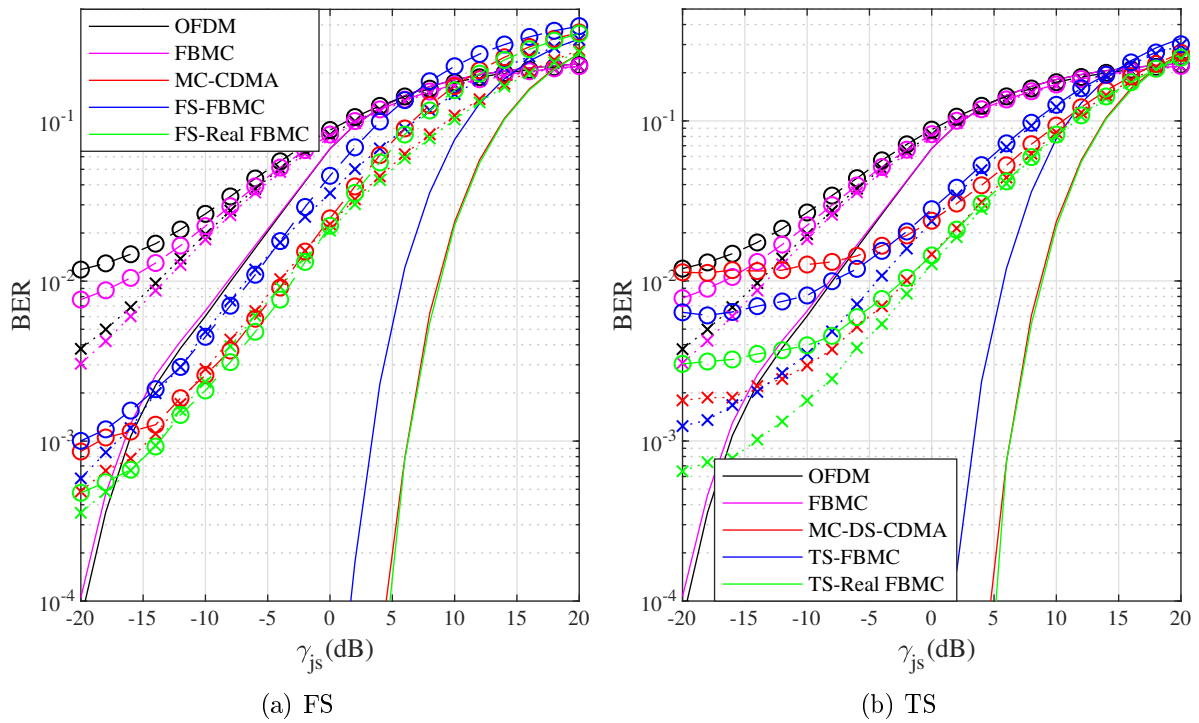 OFDM
FBMC
MC-CDMA
FS-FBMC
FS-Real FBMC
10^-1
10^-2
10^-3
10^-4
BER
-20 -15 -10 -5 0 5 10 15 20
γ_js(dB)
(a) FS
10^-1
10^-2
10^-3
10^-4
BER
OFDM
FBMC
MC-DS-CDMA
TS-FBMC
TS-Real FBMC
-20 -15 -10 -5 0 5 10 15 20
γ_js(dB)
(b) TS